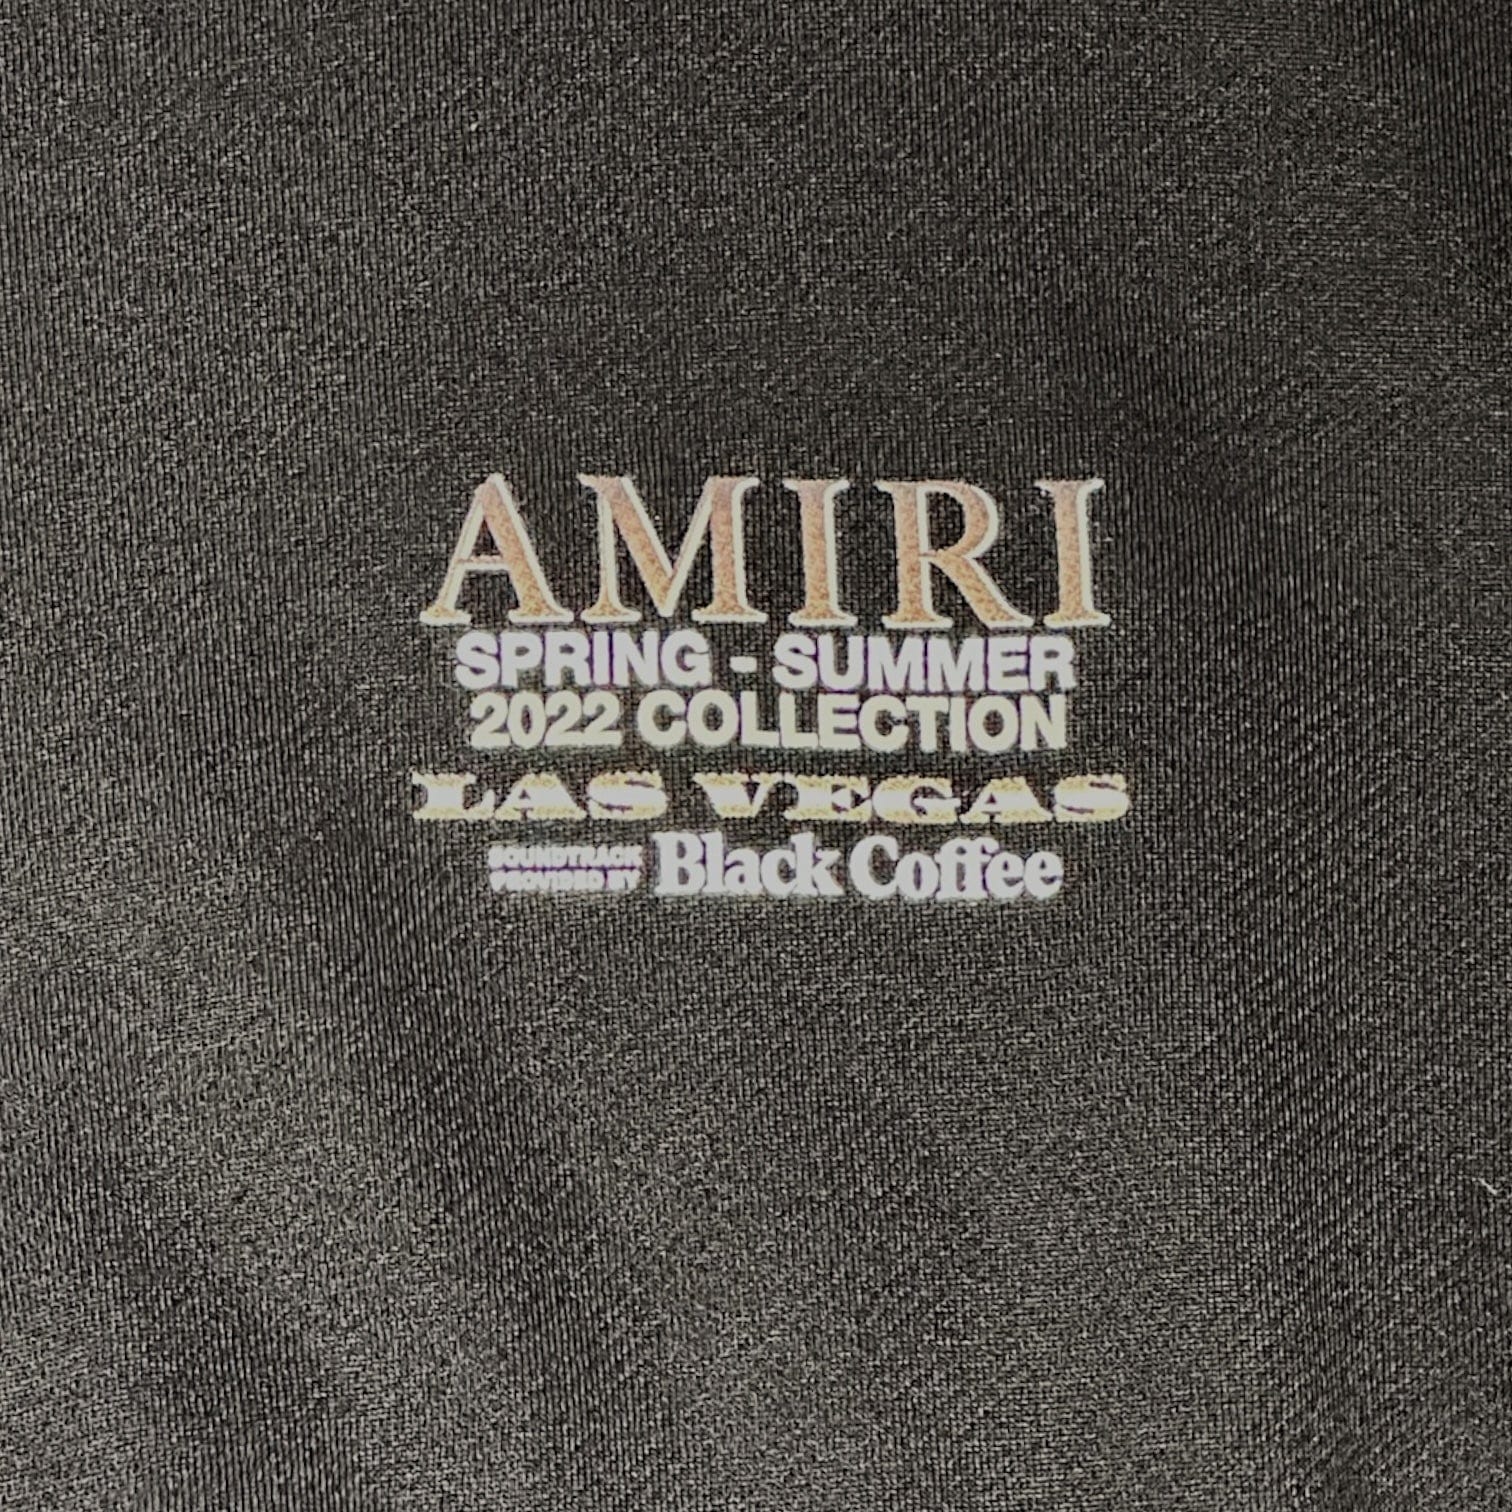 AMIRI
SPRING - SUMMER
2022 COLLECTION
LAS VEGAS
SOUNDTRACK
PROVIDED BY
Black Coffee